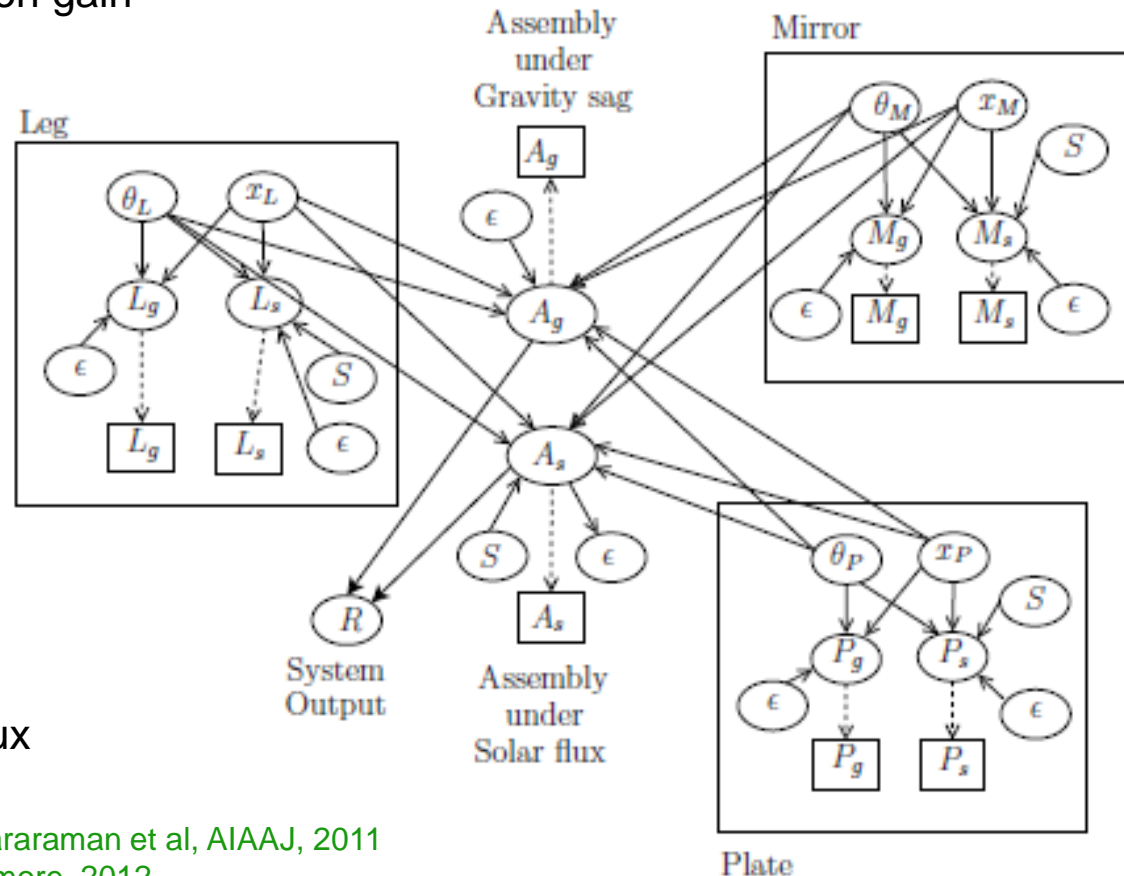 on gain
Assembly
under
Gravity sag
Mirror
Leg
A_g
θ_M
x_M
S
θ_L
x_L
ϵ
M_g
M_s
L_g
L_s
A_g
ϵ
M_g
M_s
ϵ
ϵ
S
L_g
L_s
ϵ
A_s
S
ϵ
θ_P
x_P
S
R
A_s
P_g
P_s
System
Output
Assembly
under
Solar flux
ϵ
ϵ
P_g
P_s
ux
araraman et al, AIAAJ, 2011
2012
Plate